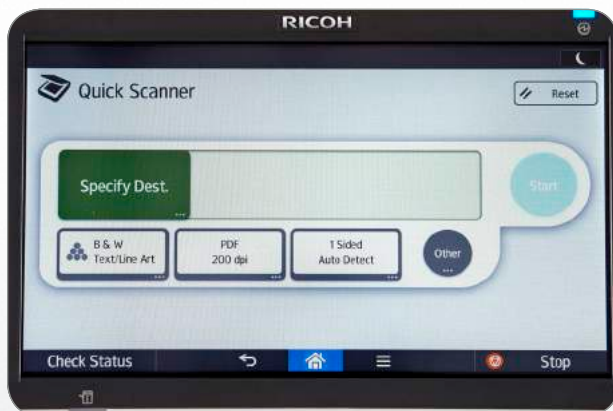 RICOH
Quick Scanner
Reset
Specify Dest.
Start
B & W
Text/Line Art
PDF
200 dpi
1 Sided
Auto Detect
Other
Check Status
Stop